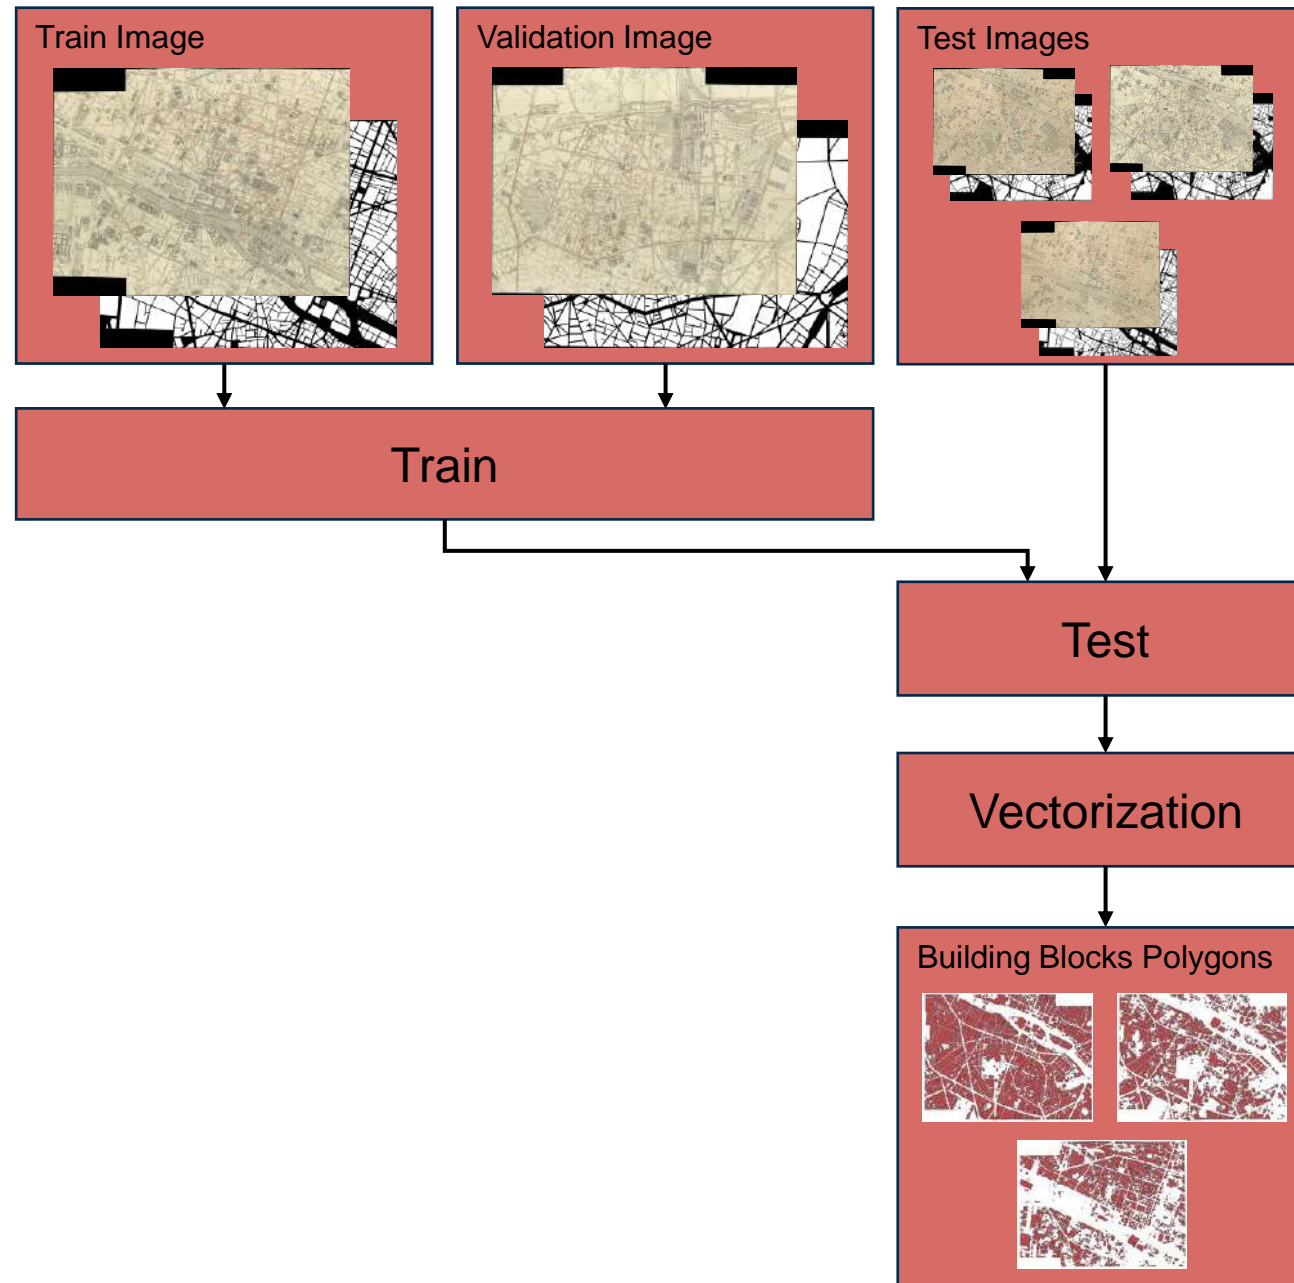 Train Image
Validation Image
Test Images
Train
Test
Vectorization
Building Blocks Polygons